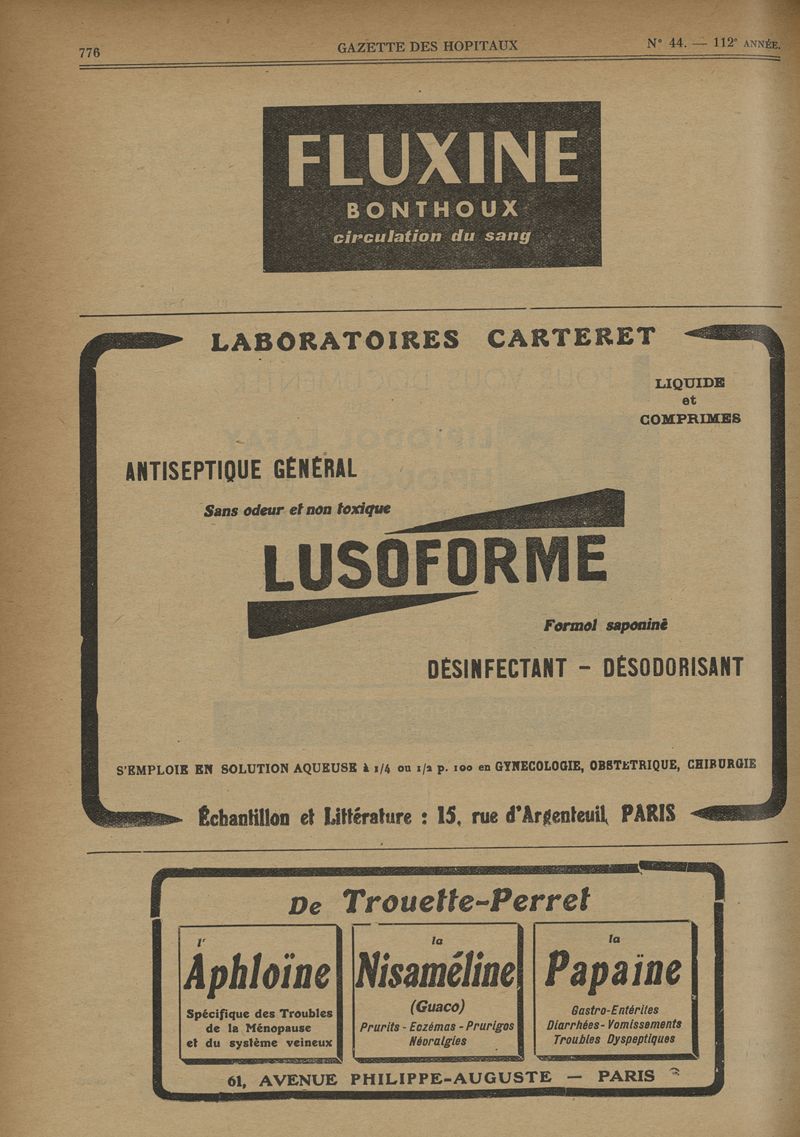 776
GAZETTE DES HOPITAUX
N° 44. — 112e ANNÉE.
FLUXINE
BONTHOUX
circulation du sang
LABORATOIRES CARTERET
LIQUIDE
et
COMPRIMES
ANTISEPTIQUE GÉNÉRAL
Sans odeur et non toxique
LUSOFORME
Formol saponiné
DÉSINFECTANT – DÉSODORISANT
S'EMPLOIE EN SOLUTION AQUEUSE à 1/4 ou 1/2 p. 100 en GYNECOLOGIE, OBSTÉTRIQUE, CHIRURGIE
Échantillon et Littérature : 15, rue d'Argenteuil, PARIS
De Trouette-Perret
l'
Aphloïne
Spécifique des Troubles
de la Ménopause
et du système veineux
la
Nisaméline
(Guaco)
Prurits - Eczémas - Prurigos
Néoralgies
la
Papaïne
Gastro-Entérites
Diarrhées - Vomissements
Troubles Dyspeptiques
61, AVENUE PHILIPPE-AUGUSTE — PARIS